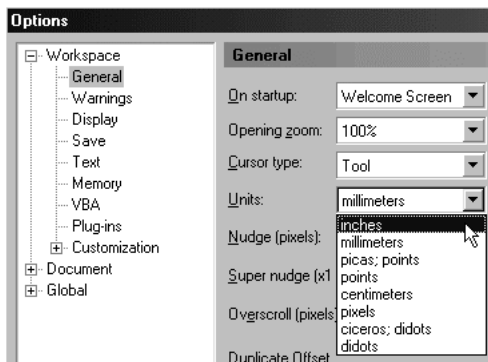 Options
Workspace
General
Warnings
Display
Save
Text
Memory
VBA
Plug-ins
Customization
Document
Global
General
On startup: Welcome Screen
Opening zoom: 100%
Cursor type: Tool
Units: millimeters
inches
millimeters
picas; points
points
centimeters
pixels
ciceros; didots
didots
Nudge (pixels):
Super nudge (x1
Overscroll (pixels)
Duplicate Offset